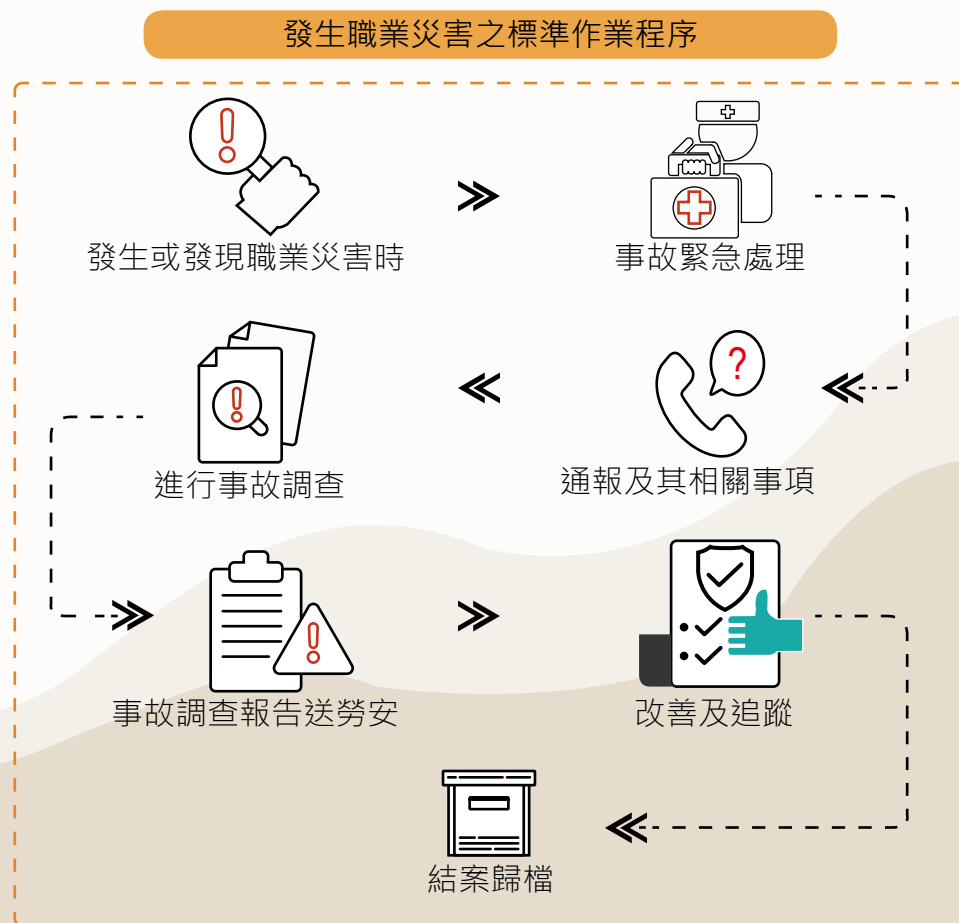 發生職業災害之標準作業程序
發生或發現職業災害時
事故緊急處理
通報及其相關事項
進行事故調查
事故調查報告送勞安
改善及追蹤
結案歸檔